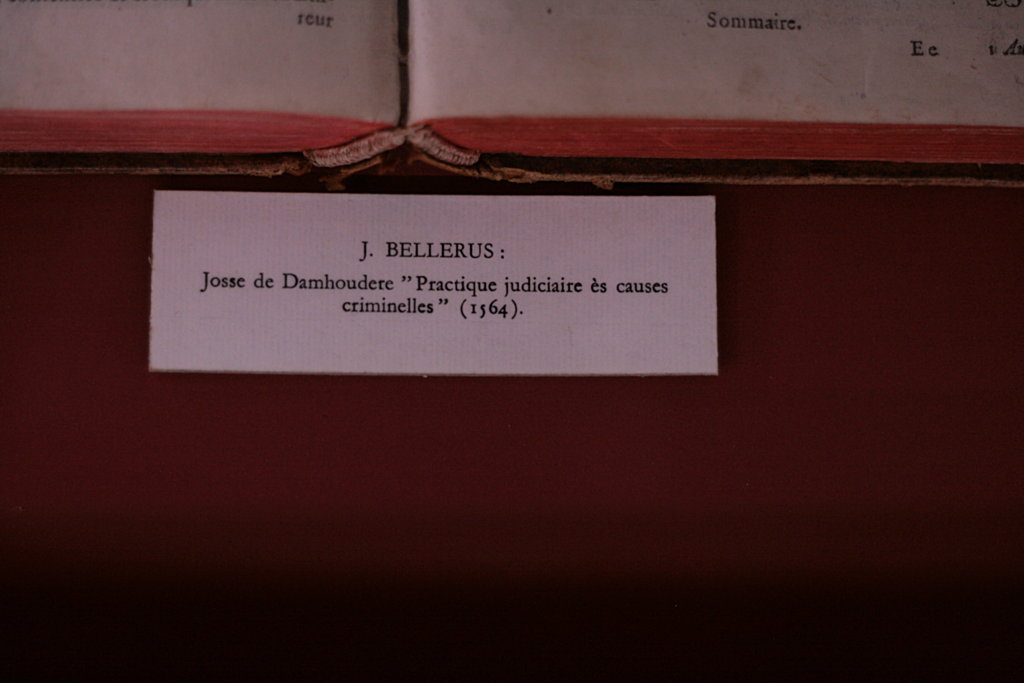 reur
Sommaire.
Ee
J. BELLERUS :
Josse de Damhoudere ” Practique judiciaire ès causes
criminelles ” (1564).